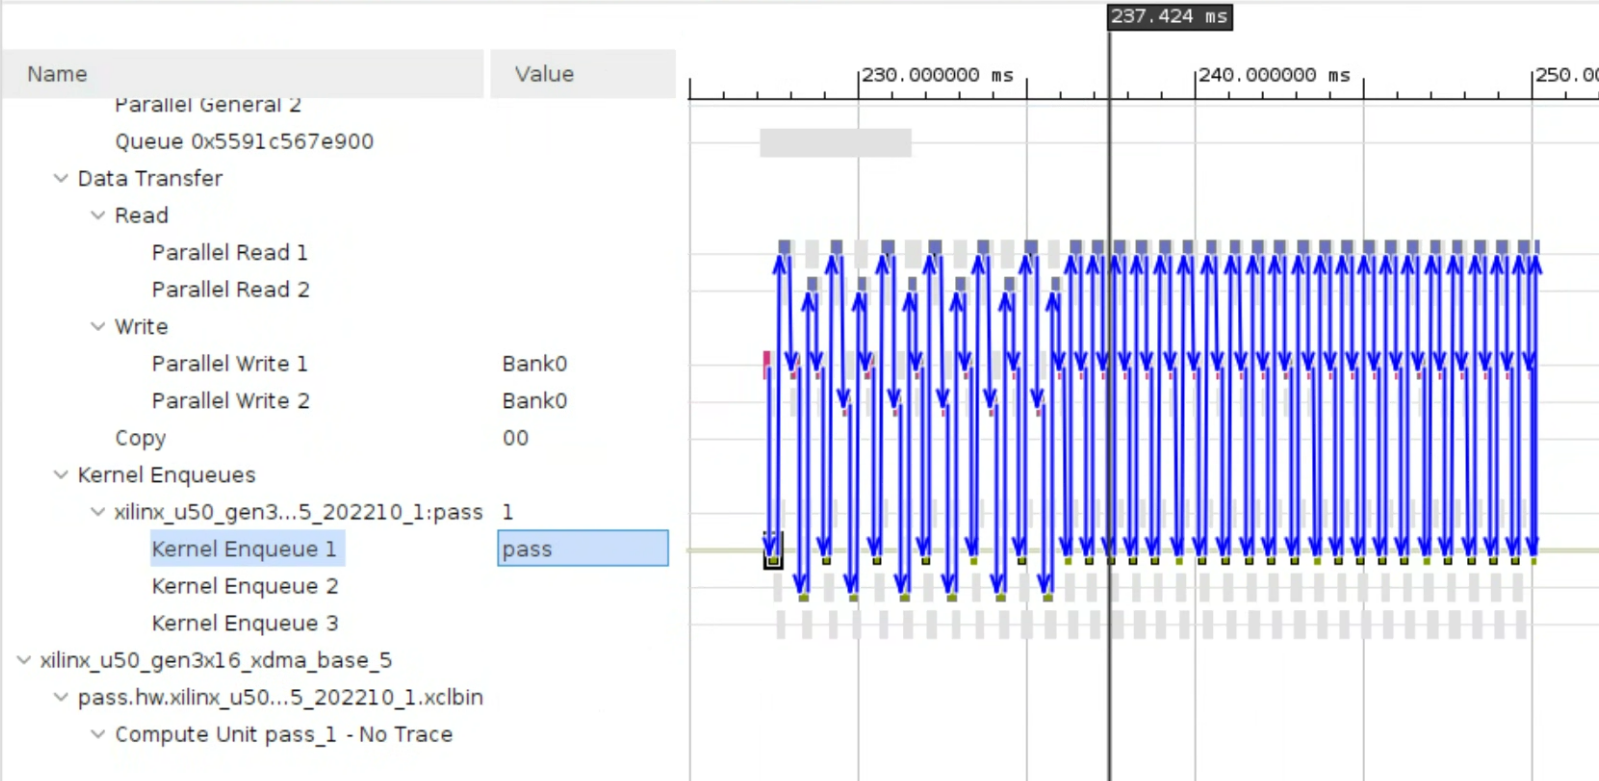 237.424 ms
Name Value 230.000000 ms 240.000000 ms 250.0
Parallel General 2
Queue 0x5591c567e900
Data Transfer
Read
Parallel Read 1
Parallel Read 2
Write
Parallel Write 1 Bank0
Parallel Write 2 Bank0
Copy 00
Kernel Enqueues
xilinx_u50_gen3...5_202210_1:pass 1
Kernel Enqueue 1 pass
Kernel Enqueue 2
Kernel Enqueue 3
xilinx_u50_gen3x16_xdma_base_5
pass.hw.xilinx_u50...5_202210_1.xclbin
Compute Unit pass_1 - No Trace